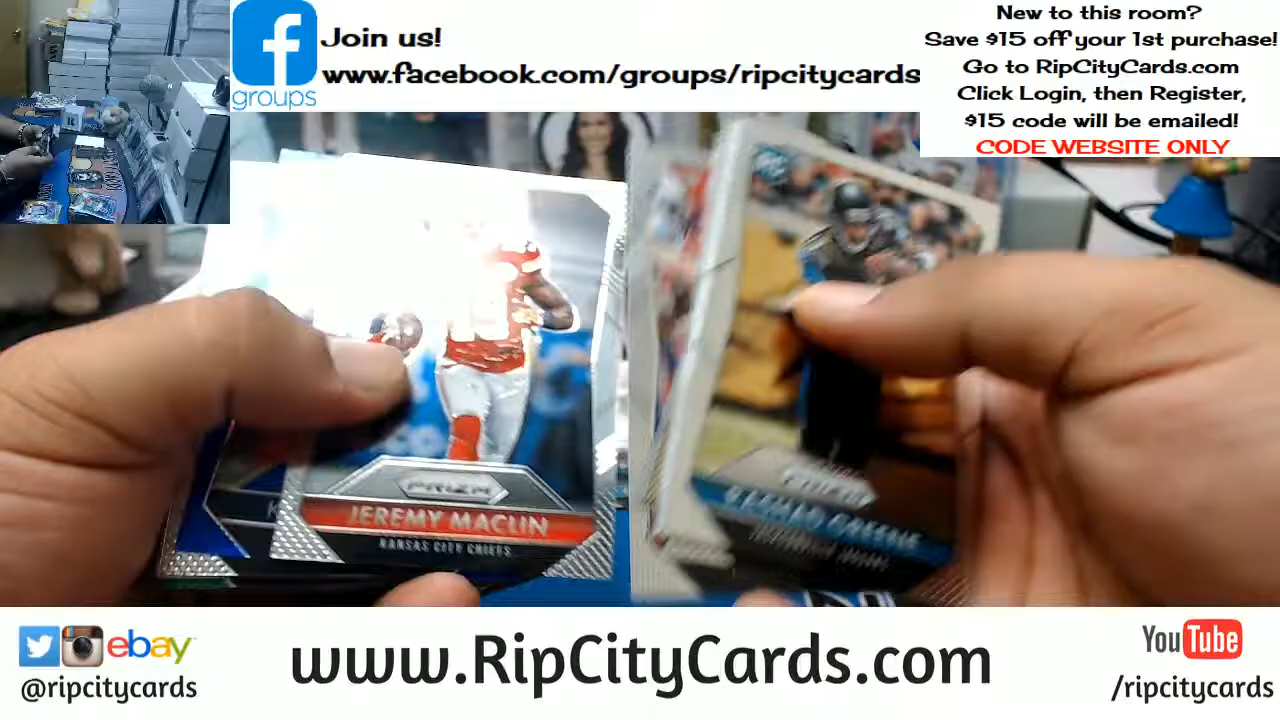 Join us!
www.facebook.com/groups/ripcitycards
groups
New to this room?
Save $15 off your 1st purchase!
Go to RipCityCards.com
Click Login, then Register,
$15 code will be emailed!
CODE WEBSITE ONLY
PRIZM
JEREMY MACLIN
KANSAS CITY CHIEFS
GREENE
ebay
@ripcitycards
www.RipCityCards.com
YouTube
/ripcitycards